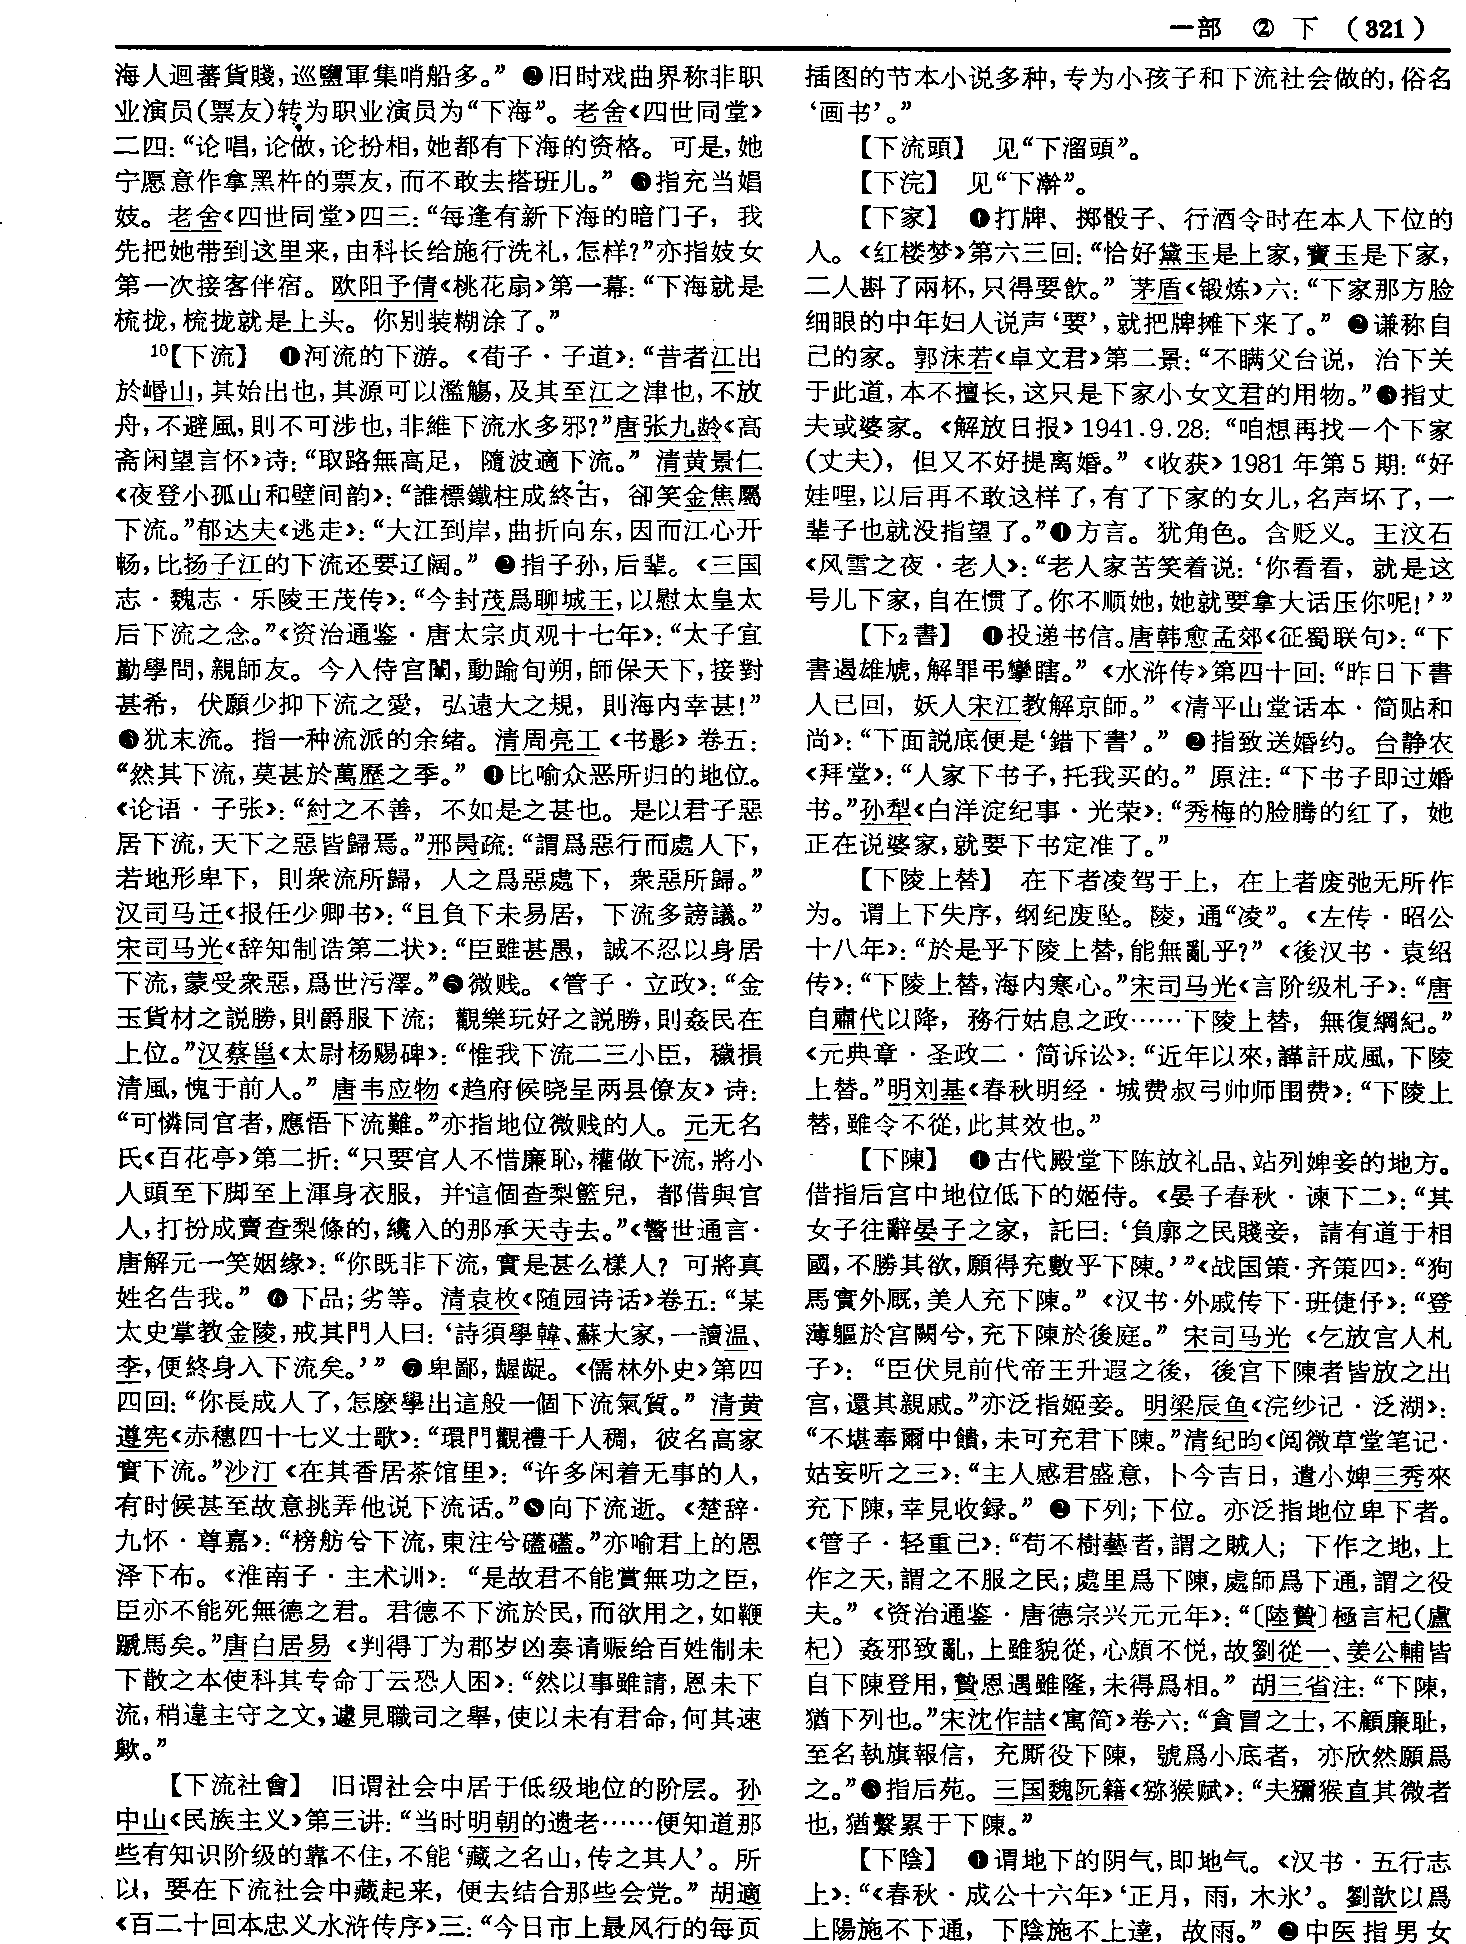 一部 ② 下 （321）
海人迴蕃貨賤，巡鹽軍集哨船多。” ❷旧时戏曲界称非职
业演员（票友）转为职业演员为“下海”。老舍《四世同堂》
二四：“论唱，论做，论扮相，她都有下海的资格。可是，她
宁愿意作拿黑杵的票友，而不敢去搭班儿。” ❸指充当娼
妓。老舍《四世同堂》四三：“每逢有新下海的暗门子，我
先把她带到这里来，由科长给施行洗礼，怎样？”亦指妓女
第一次接客伴宿。欧阳予倩《桃花扇》第一幕：“下海就是
梳拢，梳拢就是上头。你别装糊涂了。”
10【下流】 ❶河流的下游。《荀子·子道》：“昔者江出
於㟭山，其始出也，其源可以濫觴，及其至江之津也，不放
舟，不避風，則不可涉也，非維下流水多邪？”唐张九龄《高
斋闲望言怀》诗：“取路無高足，隨波適下流。” 清黄景仁
《夜登小孤山和壁间韵》：“誰標鐵柱成終古，卻笑金焦屬
下流。”郁达夫《逃走》：“大江到岸，曲折向东，因而江心开
畅，比扬子江的下流还要辽阔。” ❷指子孙，后辈。《三国
志·魏志·乐陵王茂传》：“今封茂爲聊城王，以慰太皇太
后下流之念。”《资治通鉴·唐太宗贞观十七年》：“太子宜
勤學問，親師友。今入侍宫闈，動踰旬朔，師保天下，接對
甚希，伏願少抑下流之愛，弘遠大之規，則海内幸甚！”
❸犹末流。指一种流派的余绪。清周亮工《书影》卷五：
“然其下流，莫甚於萬歷之季。” ❹比喻众恶所归的地位。
《论语·子张》：“紂之不善，不如是之甚也。是以君子惡
居下流，天下之惡皆歸焉。”邢昺疏：“謂爲惡行而處人下，
若地形卑下，則衆流所歸，人之爲惡處下，衆惡所歸。”
汉司马迁《报任少卿书》：“且負下未易居，下流多謗議。”
宋司马光《辞知制诰第二状》：“臣雖甚愚，誠不忍以身居
下流，蒙受衆惡，爲世污澤。”❺微贱。《管子·立政》：“金
玉貨材之説勝，則爵服下流；觀樂玩好之説勝，則姦民在
上位。”汉蔡邕《太尉杨赐碑》：“惟我下流二三小臣，穢損
清風，愧于前人。” 唐韦应物《趋府侯晓呈两县僚友》诗：
“可憐同官者，應悟下流難。”亦指地位微贱的人。元无名
氏《百花亭》第二折：“只要官人不惜廉恥，權做下流，將小
人頭至下脚至上渾身衣服，并這個查梨籃兒，都借與官
人，打扮成賣查梨條的，纔入的那承天寺去。”《警世通言·
唐解元一笑姻缘》：“你既非下流，實是甚么樣人？可將真
姓名告我。” ❻下品；劣等。清袁枚《随园诗话》卷五：“某
太史掌教金陵，戒其門人曰：‘詩須學韓、蘇大家，一讀温、
李，便終身入下流矣。’” ❼卑鄙，龌龊。《儒林外史》第四
四回：“你長成人了，怎麽學出這般一個下流氣質。” 清黄
遵宪《赤穗四十七义士歌》：“環門觀禮千人稠，彼名高家
實下流。”沙汀《在其香居茶馆里》：“许多闲着无事的人，
有时候甚至故意挑弄他说下流话。”❽向下流逝。《楚辞·
九怀·尊嘉》：“榜舫兮下流，東注兮磕磕。”亦喻君上的恩
泽下布。《淮南子·主术训》：“是故君不能賞無功之臣，
臣亦不能死無德之君。君德不下流於民，而欲用之，如鞭
蹏馬矣。”唐白居易《判得丁为郡岁凶奏请赈给百姓制未
下散之本使科其专命丁云恐人困》：“然以事雖請，恩未下
流，稍違主守之文，遽見職司之舉，使以未有君命，何其速
歟。”
【下流社會】 旧谓社会中居于低级地位的阶层。孙
中山《民族主义》第三讲：“当时明朝的遗老……便知道那
些有知识阶级的靠不住，不能‘藏之名山，传之其人’。所
以，要在下流社会中藏起来，便去结合那些会党。” 胡適
《百二十回本忠义水浒传序》三：“今日市上最风行的每页
插图的节本小说多种，专为小孩子和下流社会做的，俗名
‘画书’。”
【下流頭】 见“下溜頭”。
【下浣】 见“下澣”。
【下家】 ❶打牌、掷骰子、行酒令时在本人下位的
人。《红楼梦》第六三回：“恰好黛玉是上家，寶玉是下家，
二人斟了兩杯，只得要飲。” 茅盾《锻炼》六：“下家那方脸
细眼的中年妇人说声‘要’，就把牌摊下来了。” ❷谦称自
己的家。郭沫若《卓文君》第二景：“不瞒父台说，治下关
于此道，本不擅长，这只是下家小女文君的用物。”❸指丈
夫或婆家。《解放日报》1941.9.28：“咱想再找一个下家
（丈夫），但又不好提离婚。”《收获》1981年第5期：“好
娃哩，以后再不敢这样了，有了下家的女儿，名声坏了，一
辈子也就没指望了。”❹方言。犹角色。含贬义。王汶石
《风雪之夜·老人》：“老人家苦笑着说：‘你看看，就是这
号儿下家，自在惯了。你不顺她，她就要拿大话压你呢！’”
【下2書】 ❶投递书信。唐韩愈孟郊《征蜀联句》：“下
書遏雄虓，解罪弔攣瞎。”《水浒传》第四十回：“昨日下書
人已回，妖人宋江教解京師。”《清平山堂话本·简贴和
尚》：“下面説底便是‘錯下書’。” ❷指致送婚约。台静农
《拜堂》：“人家下书子，托我买的。” 原注：“下书子即过婚
书。”孙犁《白洋淀纪事·光荣》：“秀梅的脸腾的红了，她
正在说婆家，就要下书定准了。”
【下陵上替】 在下者凌驾于上，在上者废弛无所作
为。谓上下失序，纲纪废坠。陵，通“凌”。《左传·昭公
十八年》：“於是乎下陵上替，能無亂乎？”《後汉书·袁绍
传》：“下陵上替，海内寒心。”宋司马光《言阶级札子》：“唐
自肅代以降，務行姑息之政……下陵上替，無復綱紀。”
《元典章·圣政二·简诉讼》：“近年以來，譁訐成風，下陵
上替。”明刘基《春秋明经·城费叔弓帅师围费》：“下陵上
替，雖令不從，此其效也。”
【下陳】 ❶古代殿堂下陈放礼品、站列婢妾的地方。
借指后宫中地位低下的姬侍。《晏子春秋·谏下二》：“其
女子往辭晏子之家，託曰：‘負廓之民賤妾，請有道于相
國，不勝其欲，願得充數乎下陳。’”《战国策·齐策四》：“狗
馬實外厩，美人充下陳。”《汉书·外戚传下·班倢伃》：“登
薄軀於宫闕兮，充下陳於後庭。” 宋司马光《乞放宫人札
子》：“臣伏見前代帝王升遐之後，後宫下陳者皆放之出
宫，還其親戚。”亦泛指姬妾。明梁辰鱼《浣纱记·泛湖》：
“不堪奉爾中饋，未可充君下陳。”清纪昀《阅微草堂笔记·
姑妄听之三》：“主人感君盛意，卜今吉日，遣小婢三秀來
充下陳，幸見收録。” ❷下列；下位。亦泛指地位卑下者。
《管子·轻重己》：“苟不樹藝者，謂之賊人；下作之地，上
作之天，謂之不服之民；處里爲下陳，處師爲下通，謂之役
夫。”《资治通鉴·唐德宗兴元元年》：“〔陸贄〕極言杞（盧
杞）姦邪致亂，上雖貌從，心頗不悦，故劉從一、姜公輔皆
自下陳登用，贄恩遇雖隆，未得爲相。” 胡三省注：“下陳，
猶下列也。”宋沈作喆《寓简》卷六：“貪冒之士，不顧廉耻，
至名執旗報信，充厮役下陳，號爲小底者，亦欣然願爲
之。”❸指后苑。三国魏阮籍《猕猴赋》：“夫獼猴直其微者
也，猶繫累于下陳。”
【下陰】 ❶谓地下的阴气，即地气。《汉书·五行志
上》：“《春秋·成公十六年》‘正月，雨，木氷’。劉歆以爲
上陽施不下通，下陰施不上達，故雨。” ❷中医指男女